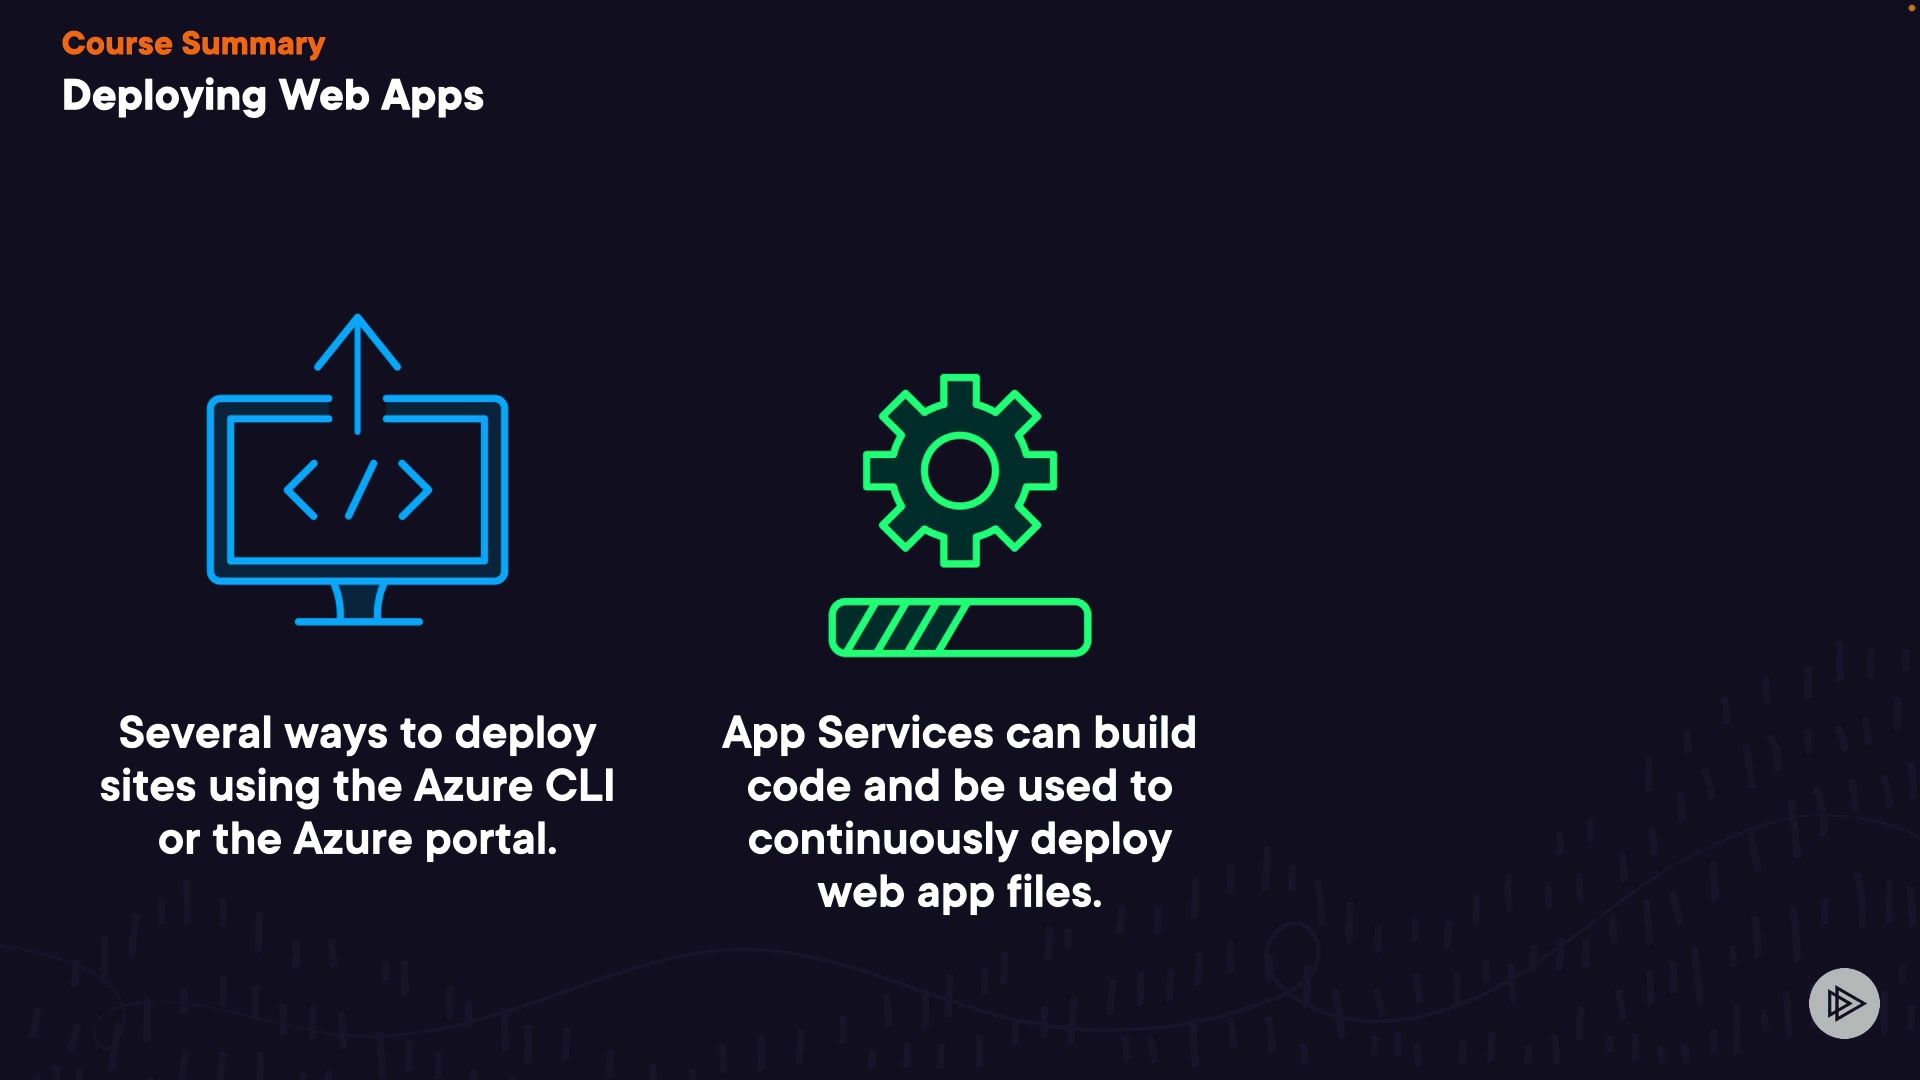 Course Summary
Deploying Web Apps
Several ways to deploy
sites using the Azure CLI
or the Azure portal.
App Services can build
code and be used to
continuously deploy
web app files.